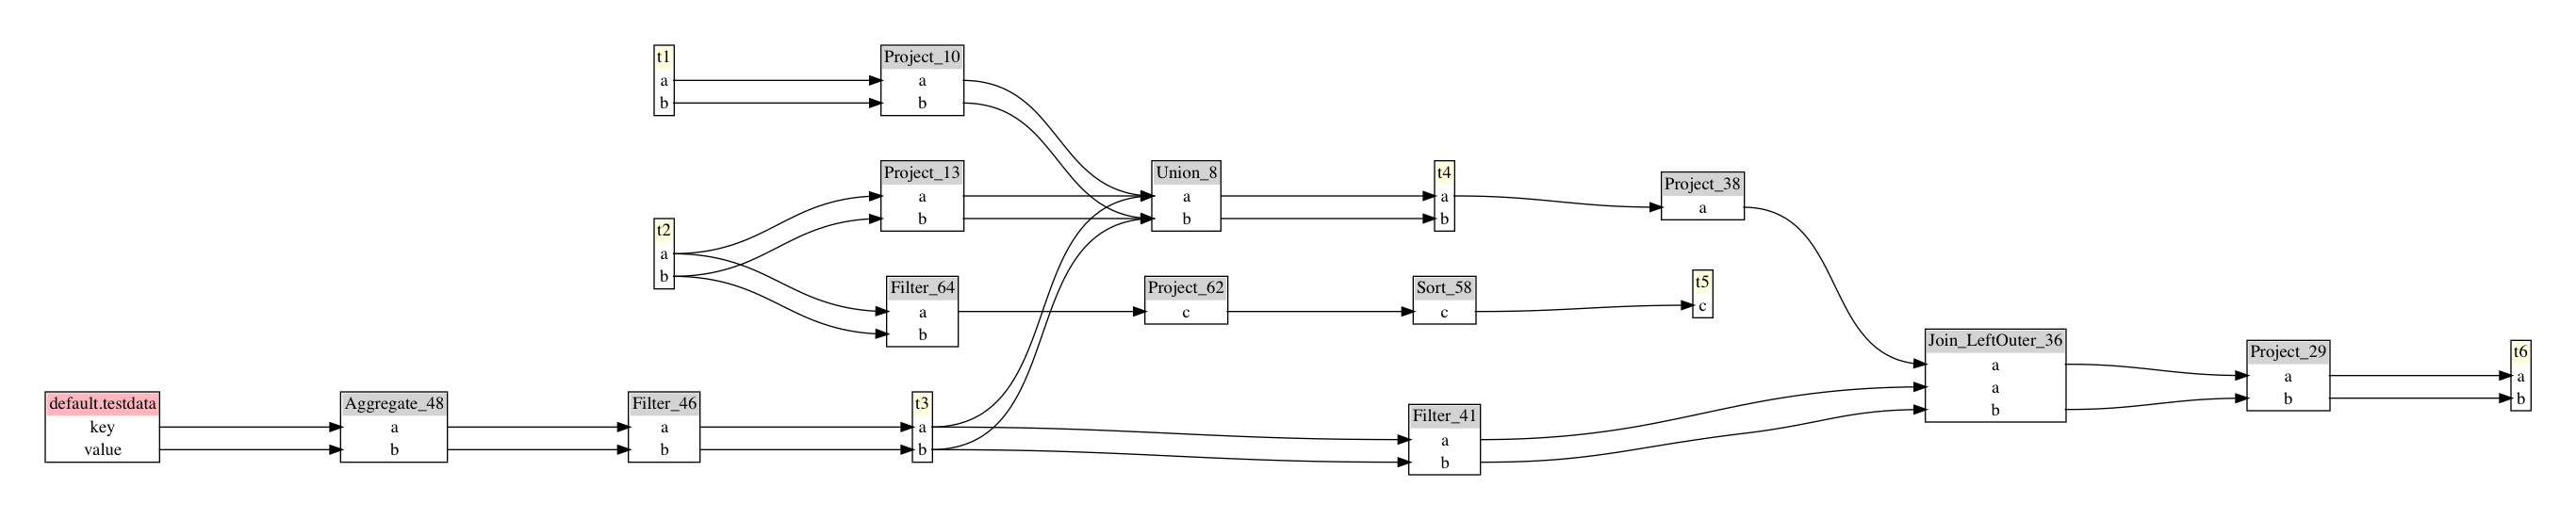 t1
a
b
Project_10
a
b
t2
a
b
Project_13
a
b
Filter_64
a
b
Union_8
a
b
t4
a
b
Project_38
a
Project_62
c
Sort_58
c
t5
c
default.testdata
key
value
Aggregate_48
a
b
Filter_46
a
b
t3
a
b
Filter_41
a
b
Join_LeftOuter_36
a
a
b
Project_29
a
b
t6
a
b